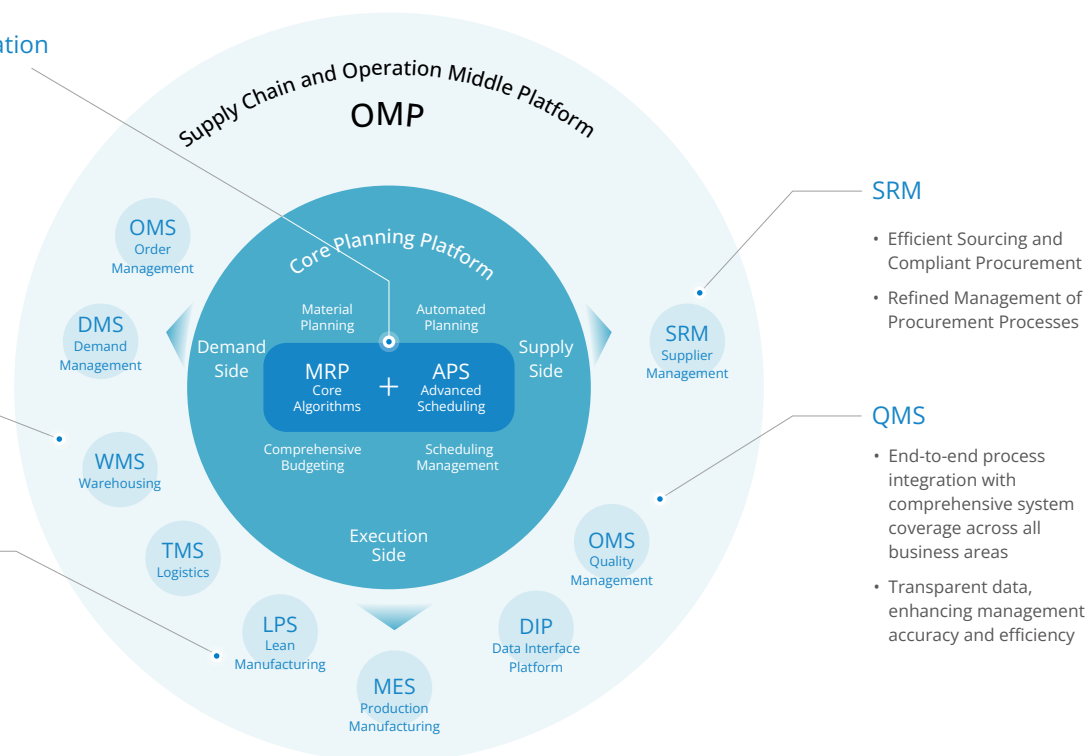 ation
Supply Chain and Operation Middle Platform
OMP
OMS
Order
Management
DMS
Demand
Management
WMS
Warehousing
TMS
Logistics
LPS
Lean
Manufacturing
MES
Production
Manufacturing
DIP
Data Interface
Platform
OMS
Quality
Management
SRM
Supplier
Management
Core Planning Platform
Material
Planning
Automated
Planning
Demand
Side
Supply
Side
MRP
Core
Algorithms
+
APS
Advanced
Scheduling
Comprehensive
Budgeting
Scheduling
Management
Execution
Side
SRM
• Efficient Sourcing and
Compliant Procurement
• Refined Management of
Procurement Processes
QMS
• End-to-end process
integration with
comprehensive system
coverage across all
business areas
• Transparent data,
enhancing management
accuracy and efficiency